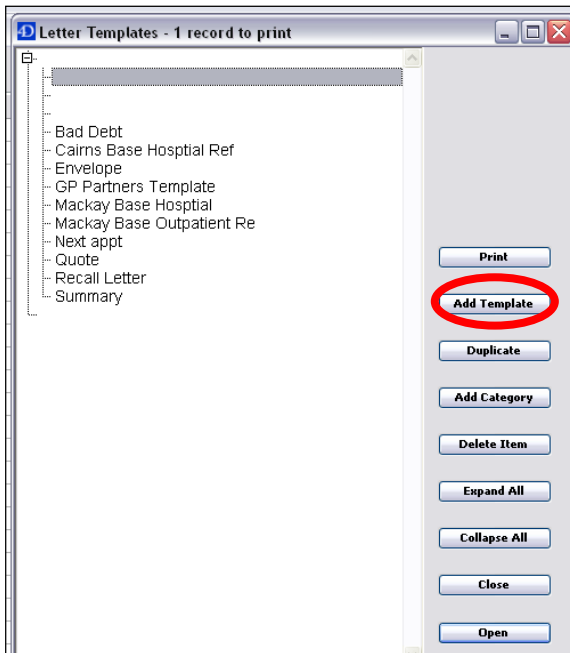 Letter Templates - 1 record to print
Bad Debt
Cairns Base Hosptial Ref
Envelope
GP Partners Template
Mackay Base Hosptial
Mackay Base Outpatient Re
Next appt
Quote
Recall Letter
Summary
Print
Add Template
Duplicate
Add Category
Delete Item
Expand All
Collapse All
Close
Open